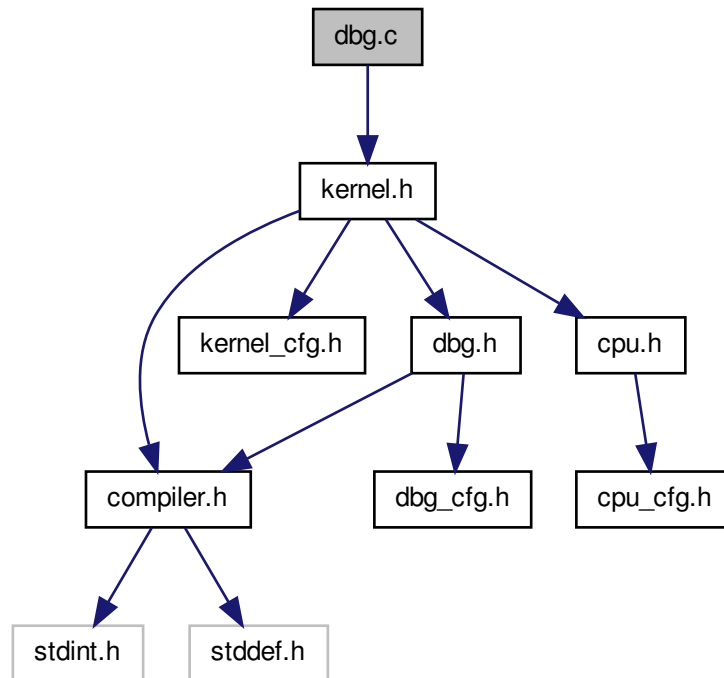 dbg.c
kernel.h
kernel_cfg.h
dbg.h
cpu.h
compiler.h
dbg_cfg.h
cpu_cfg.h
stdint.h
stddef.h